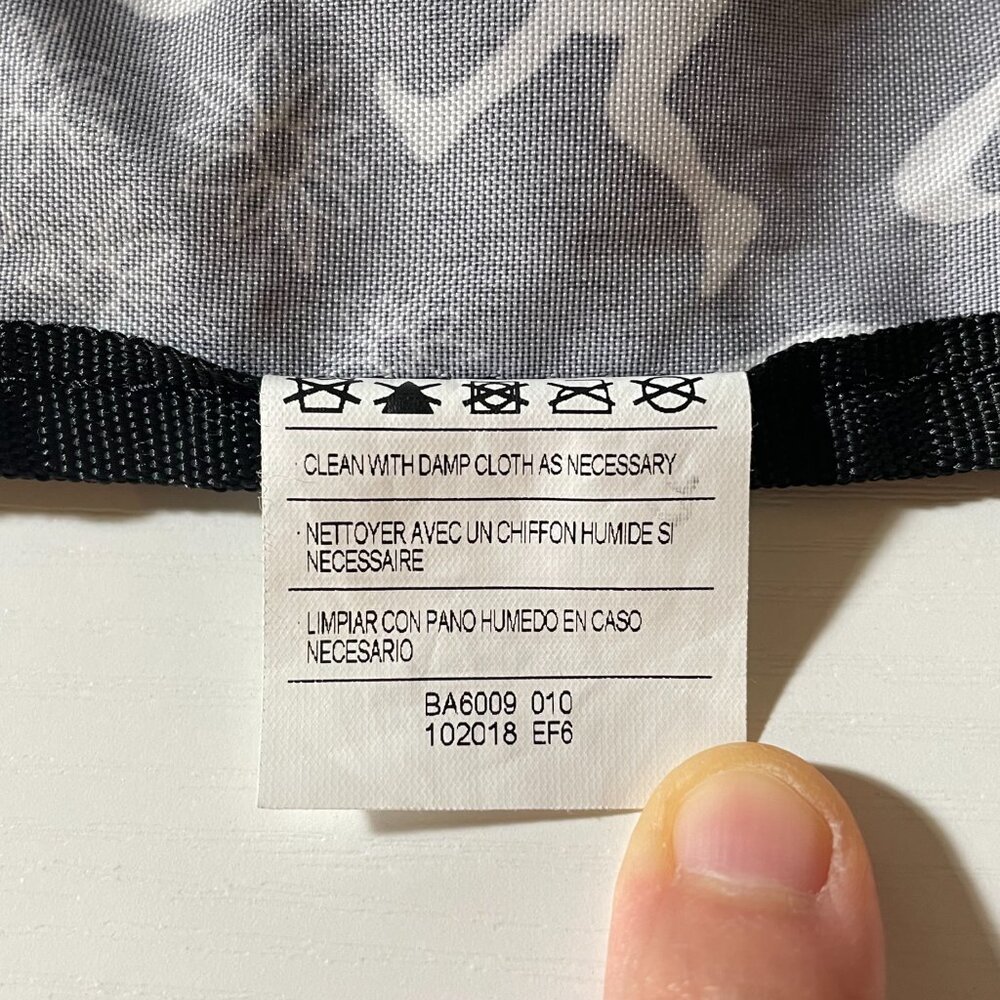 · CLEAN WITH DAMP CLOTH AS NECESSARY
· NETTOYER AVEC UN CHIFFON HUMIDE SI
NECESSAIRE
· LIMPIAR CON PANO HUMEDO EN CASO
NECESARIO
BA6009 010
102018 EF6